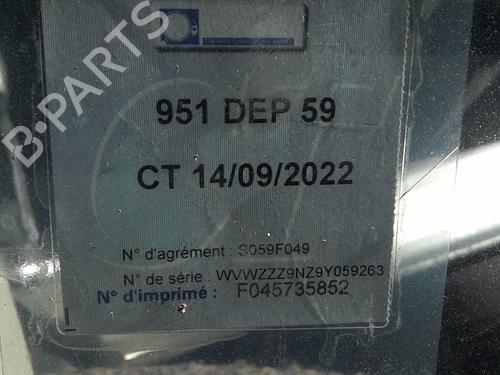 951 DEP 59
CT 14/09/2022
N° d'agrément : S059F049
N° de série : WVWZZZ9NZ9Y059263
N° d'imprimé : F045735852
B-PARTS